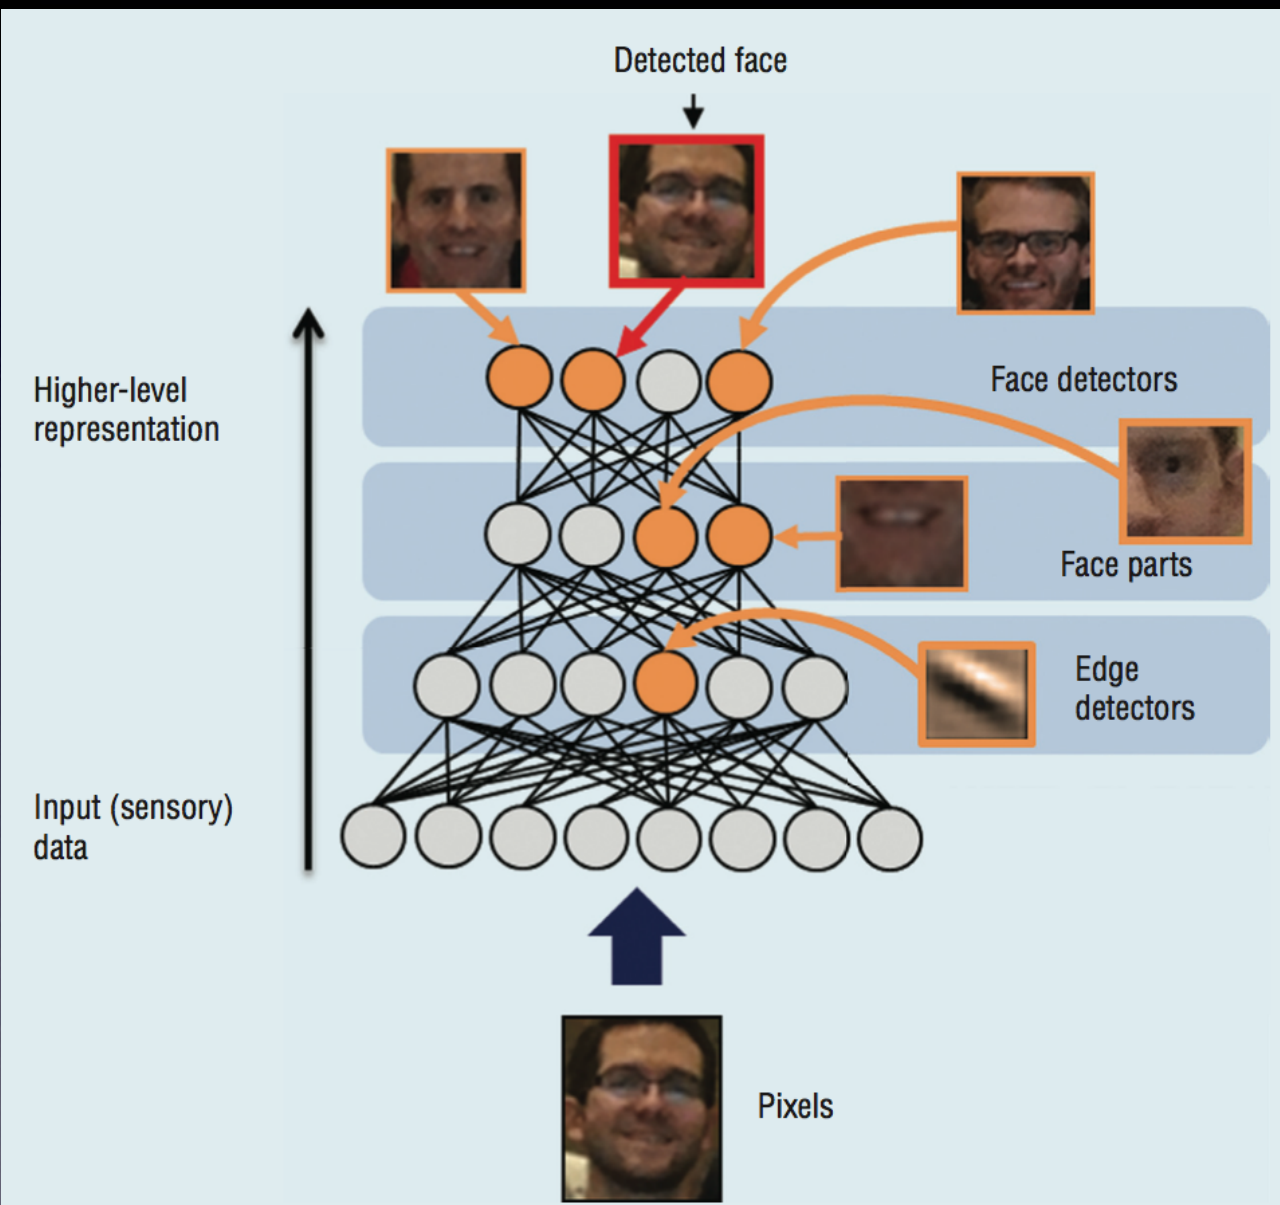 Detected face
Higher-level
representation
Face detectors
Face parts
Edge
detectors
Input (sensory)
data
Pixels